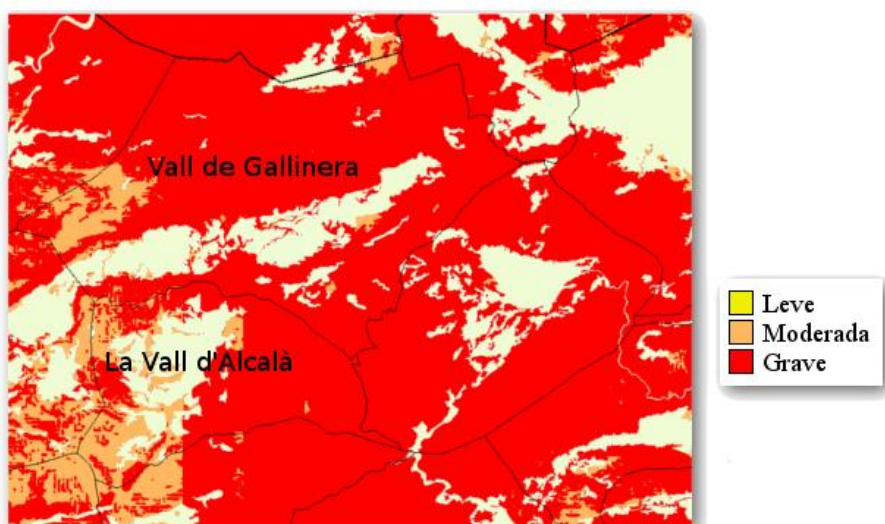 Vall de Gallinera
La Vall d'Alcalà
Leve
Moderada
Grave